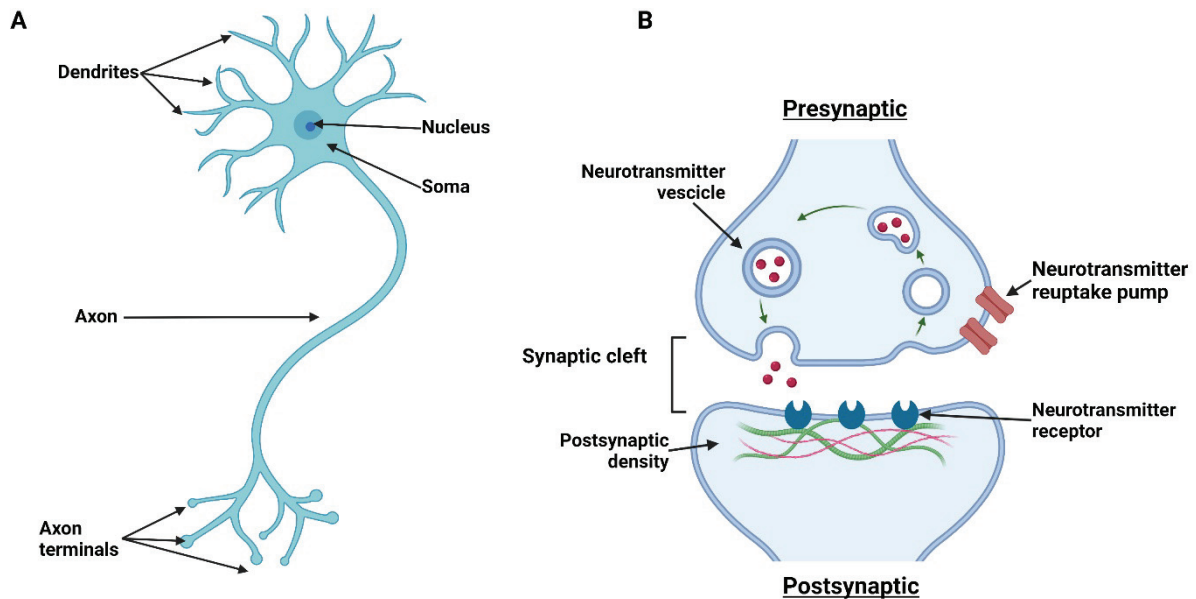 A
Dendrites
Nucleus
Soma
Axon
Axon
terminals
B
Presynaptic
Neurotransmitter
vescicle
Neurotransmitter
reuptake pump
Synaptic cleft
Neurotransmitter
receptor
Postsynaptic
density
Postsynaptic